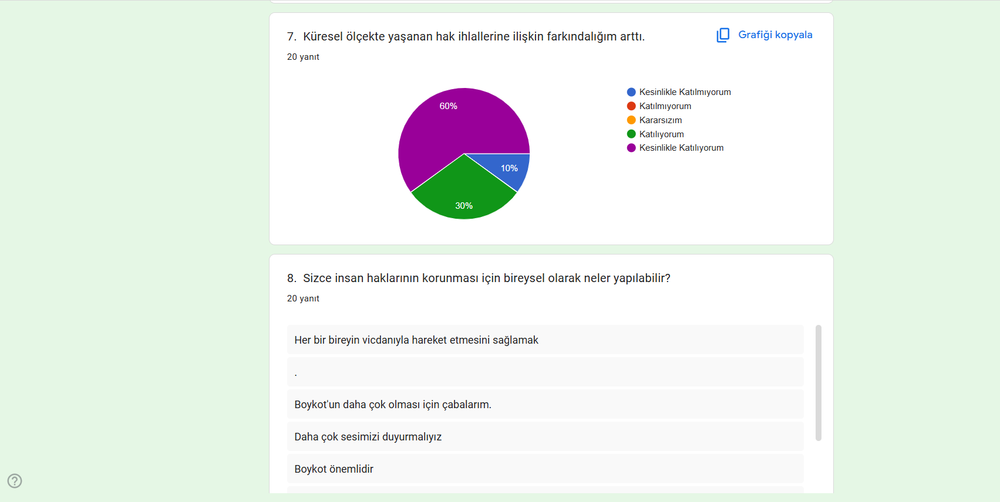 7. Küresel ölçekte yaşanan hak ihlallerine ilişkin farkındalığım arttı.
Grafiği kopyala
20 yanıt
60%
10%
30%
Kesinlikle Katılmıyorum
Katılmıyorum
Kararsızım
Katılıyorum
Kesinlikle Katılıyorum
8. Sizce insan haklarının korunması için bireysel olarak neler yapılabilir?
20 yanıt
Her bir bireyin vicdanıyla hareket etmesini sağlamak
.
Boykot'un daha çok olması için çabalarım.
Daha çok sesimizi duyurmalıyız
Boykot önemlidir